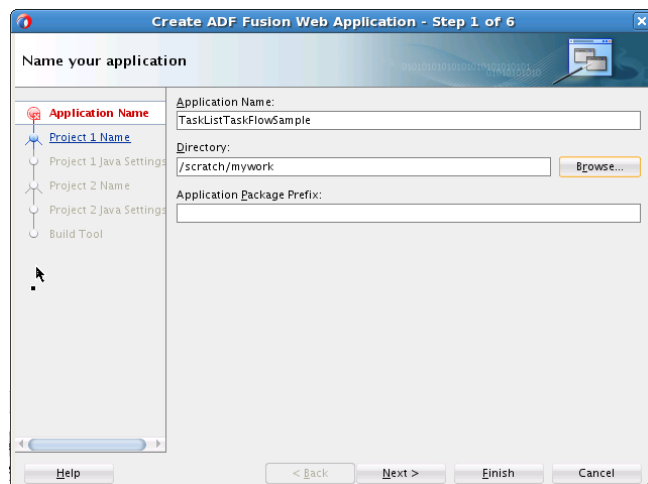 Create ADF Fusion Web Application - Step 1 of 6
Name your application
Application Name
Project 1 Name
Project 1 Java Settings
Project 2 Name
Project 2 Java Settings
Build Tool
Application Name:
TaskListTaskFlowSample
Directory:
/scratch/mywork
Browse...
Application Package Prefix:
Help
< Back
Next >
Finish
Cancel